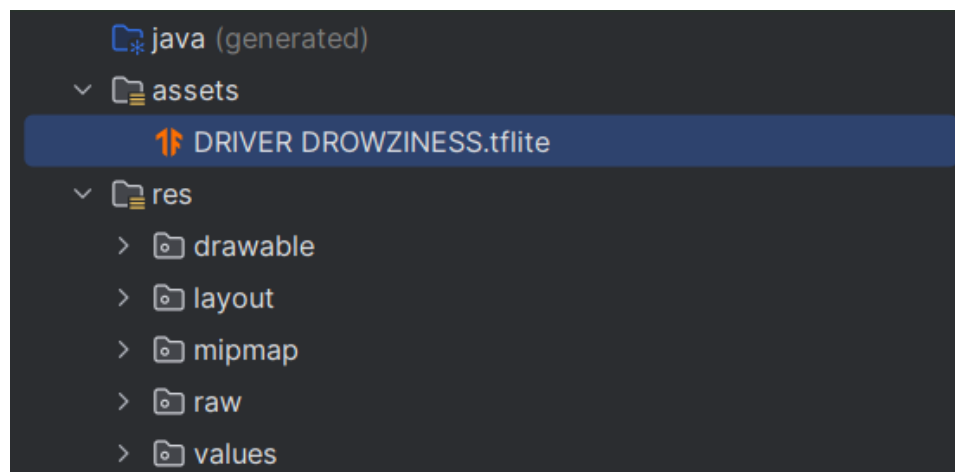 java (generated)
assets
DRIVER DROWZINESS.tflite
res
drawable
layout
mipmap
raw
values